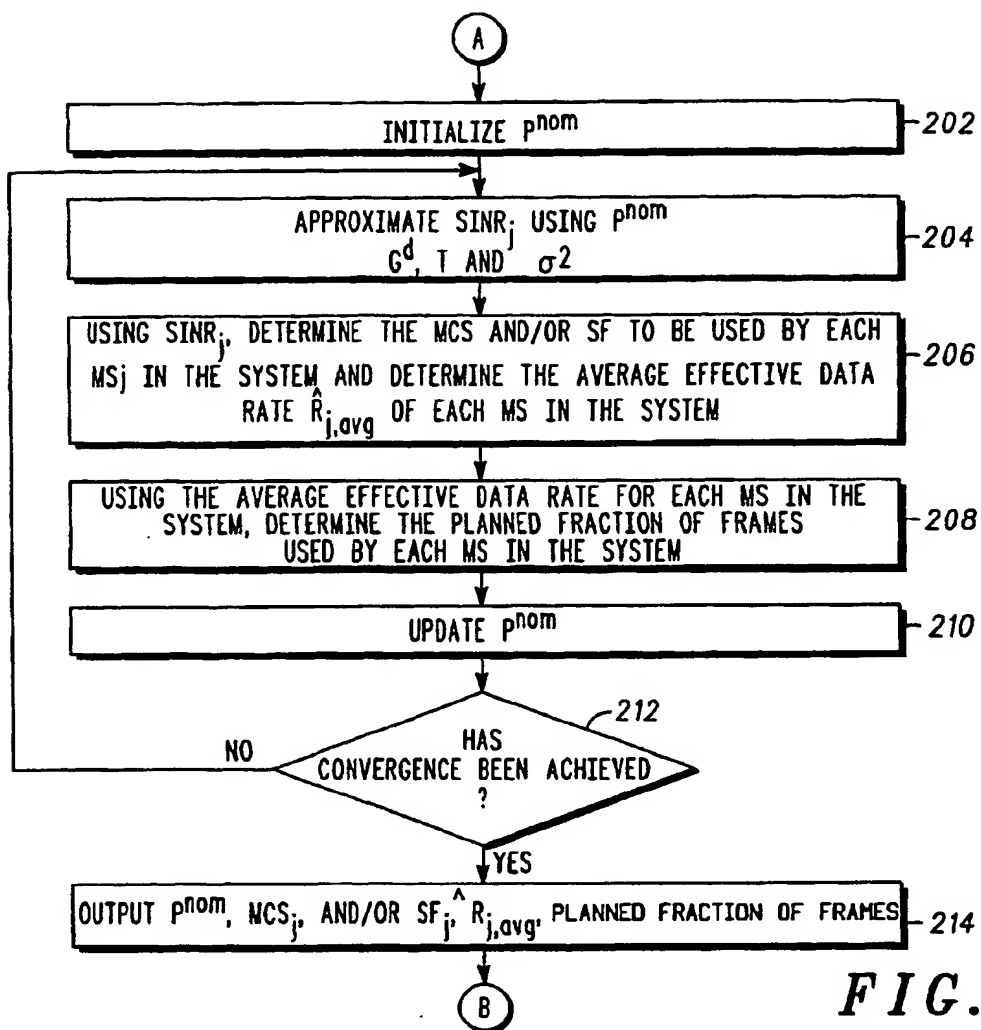 A
INITIALIZE P^nom
202
APPROXIMATE SINR_j USING P^nom
G^d, T AND σ²
204
USING SINR_j, DETERMINE THE MCS AND/OR SF TO BE USED BY EACH
MSj IN THE SYSTEM AND DETERMINE THE AVERAGE EFFECTIVE DATA
RATE R̂_j,avg OF EACH MS IN THE SYSTEM
206
USING THE AVERAGE EFFECTIVE DATA RATE FOR EACH MS IN THE
SYSTEM, DETERMINE THE PLANNED FRACTION OF FRAMES
USED BY EACH MS IN THE SYSTEM
208
UPDATE P^nom
210
212
NO
HAS
CONVERGENCE BEEN ACHIEVED
?
YES
OUTPUT P^nom, MCS_j, AND/OR SF_j, R̂_j,avg, PLANNED FRACTION OF FRAMES
214
B
FIG.